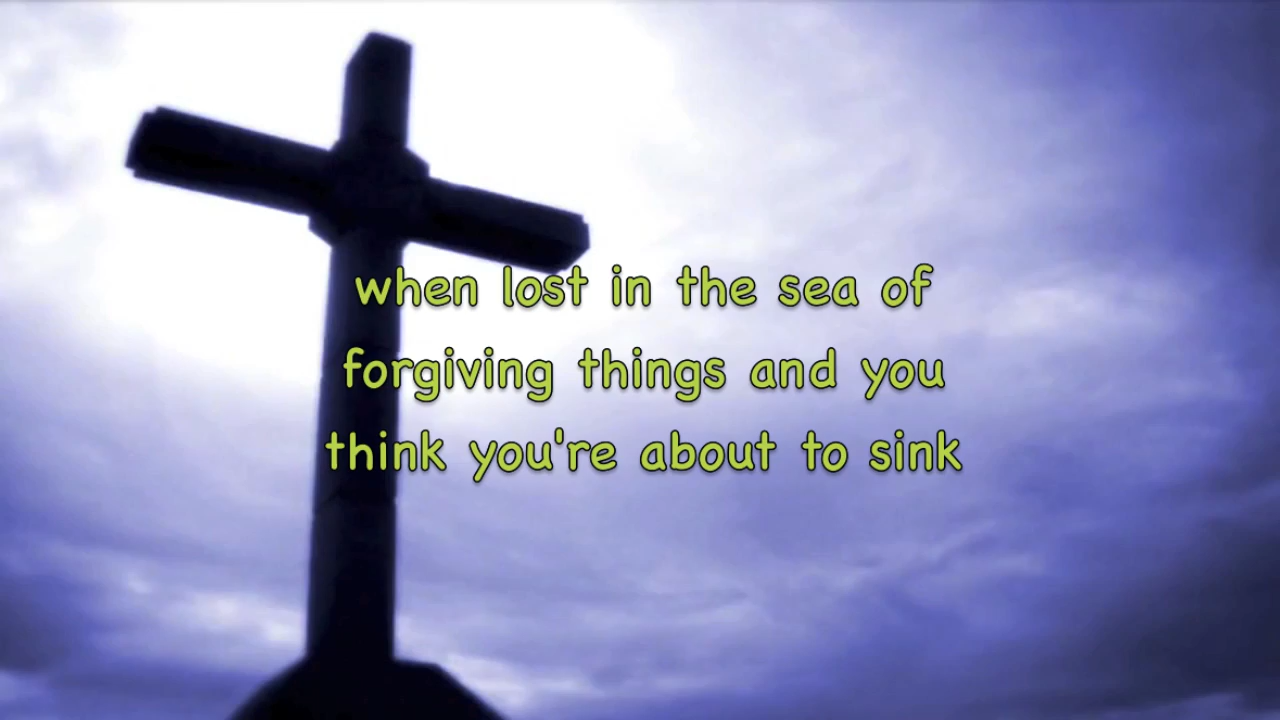 when lost in the sea of
forgiving things and you
think you're about to sink